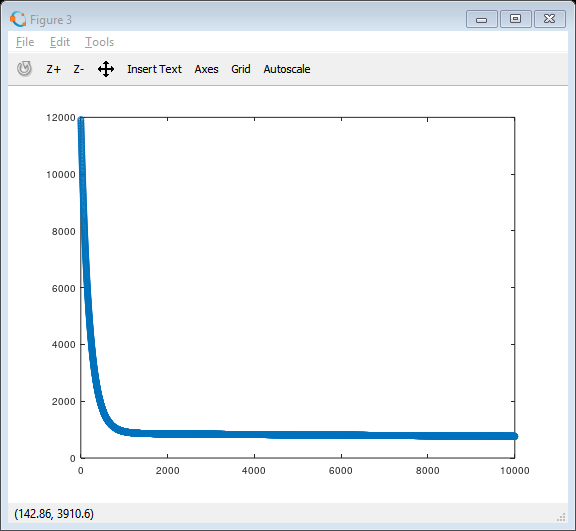 Figure 3
File Edit Tools
Z+ Z- Insert Text Axes Grid Autoscale
12000
10000
8000
6000
4000
2000
0
0 2000 4000 6000 8000 10000
(142.86, 3910.6)